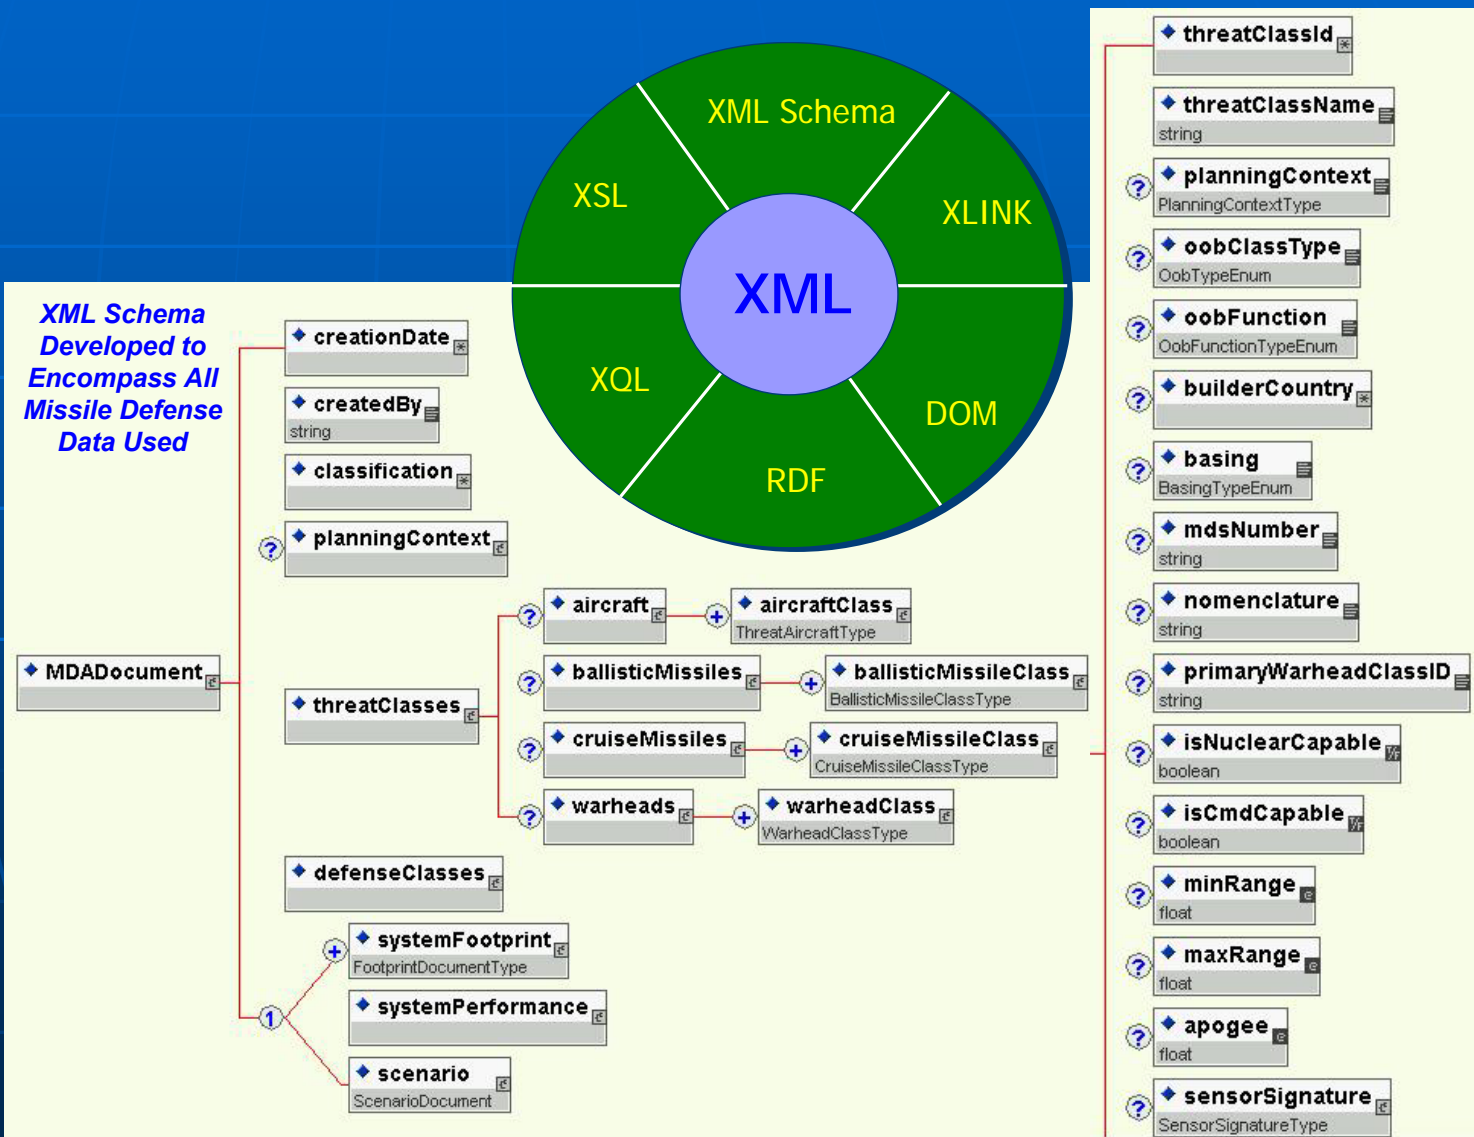 XML Schema
XSL
XLINK
XML
XQL
DOM
RDF
XML Schema
Developed to
Encompass All
Missile Defense
Data Used
MDADocument
creationDate
createdBy
string
classification
? planningContext
threatClasses
? aircraft + aircraftClass
ThreatAircraftType
? ballisticMissiles + ballisticMissileClass
BallisticMissileClassType
? cruiseMissiles + cruiseMissileClass
CruiseMissileClassType
? warheads + warheadClass
WarheadClassType
defenseClasses
1
+ systemFootprint
FootprintDocumentType
systemPerformance
scenario
ScenarioDocument
threatClassId
threatClassName
string
? planningContext
PlanningContextType
? oobClassType
OobTypeEnum
? oobFunction
OobFunctionTypeEnum
? builderCountry
? basing
BasingTypeEnum
? mdsNumber
string
? nomenclature
string
? primaryWarheadClassID
string
? isNuclearCapable
boolean
? isCmdCapable
boolean
? minRange
float
? maxRange
float
? apogee
float
? sensorSignature
SensorSignatureType